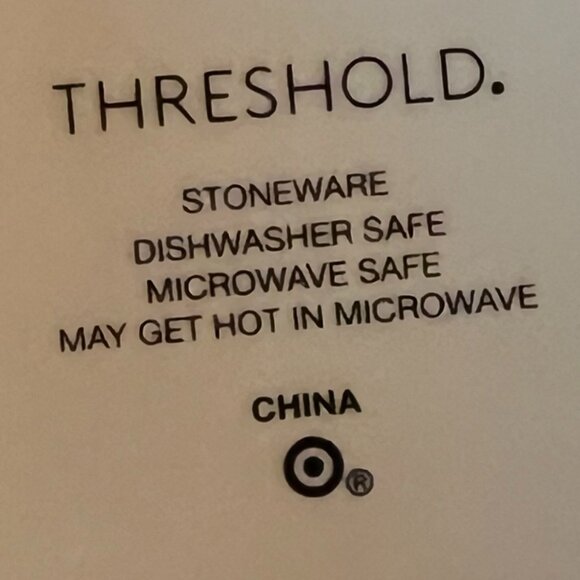 THRESHOLD.
STONEWARE
DISHWASHER SAFE
MICROWAVE SAFE
MAY GET HOT IN MICROWAVE
CHINA
®